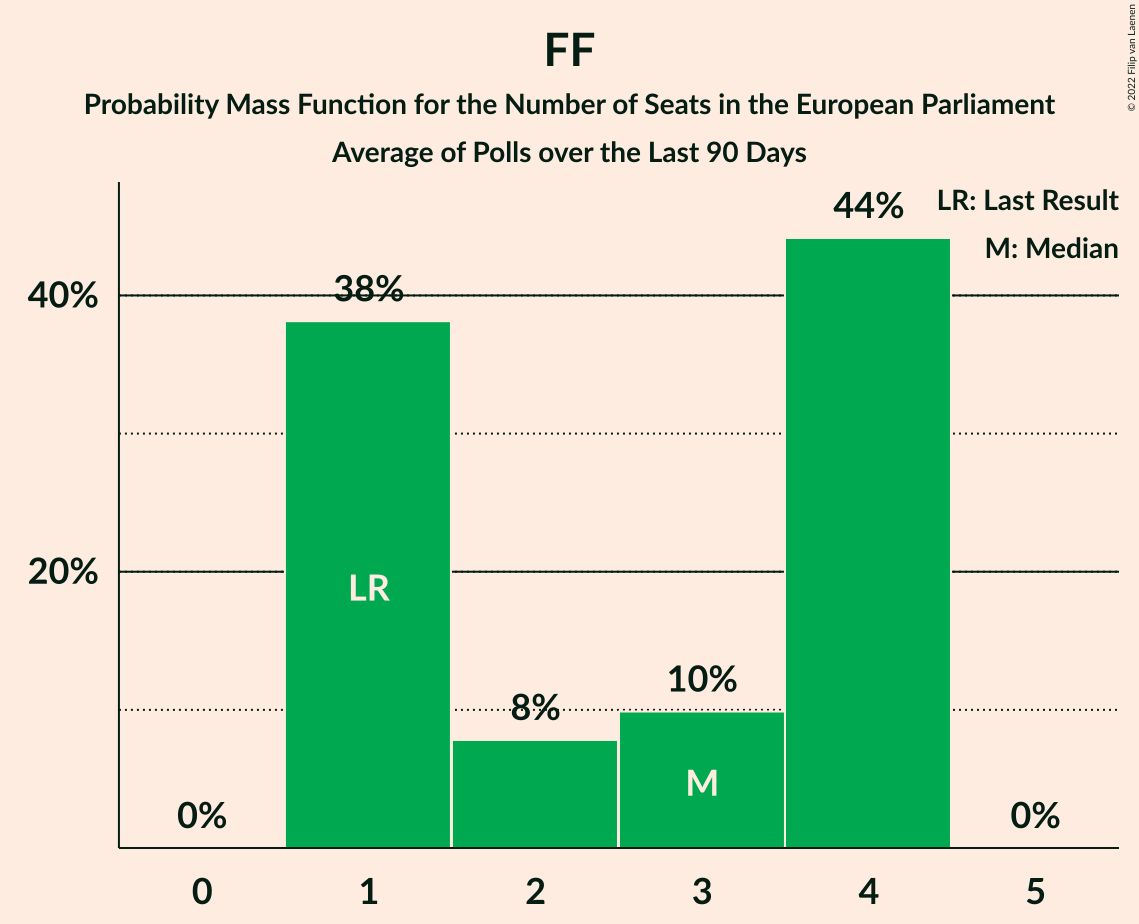 FF
Probability Mass Function for the Number of Seats in the European Parliament
Average of Polls over the Last 90 Days
© 2022 Filip van Laenen
LR: Last Result
M: Median
40%
20%
0%
38%
8%
10%
44%
0%
LR
M
0 1 2 3 4 5